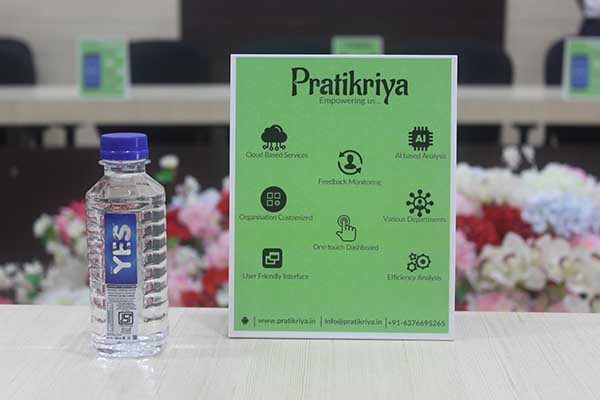 Pratikriya
Empowering us...
Cloud Based Services
AI based Analysis
Feedback Monitoring
Organisation Customized
Various Departments
One touch Dashboard
User Friendly Interface
Efficiency Analysis
www.pratikriya.in | info@pratikriya.in | +91-6376695265
YES